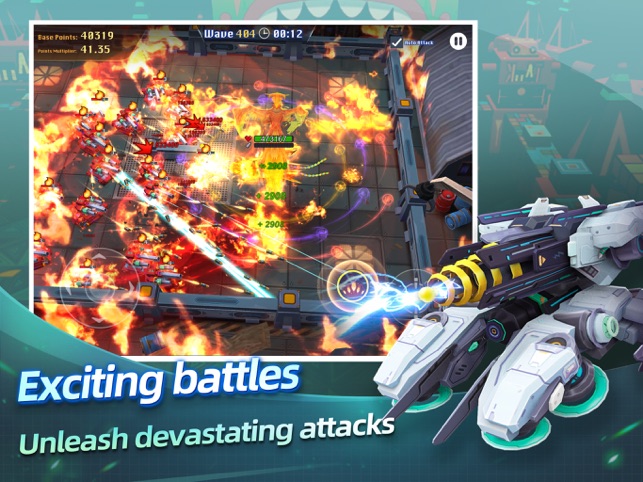 Base Points: 40319
Wave 404 00:12
Points Multiplier: 41.35
Auto Attack
+ 2908
+ 2908
+ 2908
Exciting battles
Unleash devastating attacks